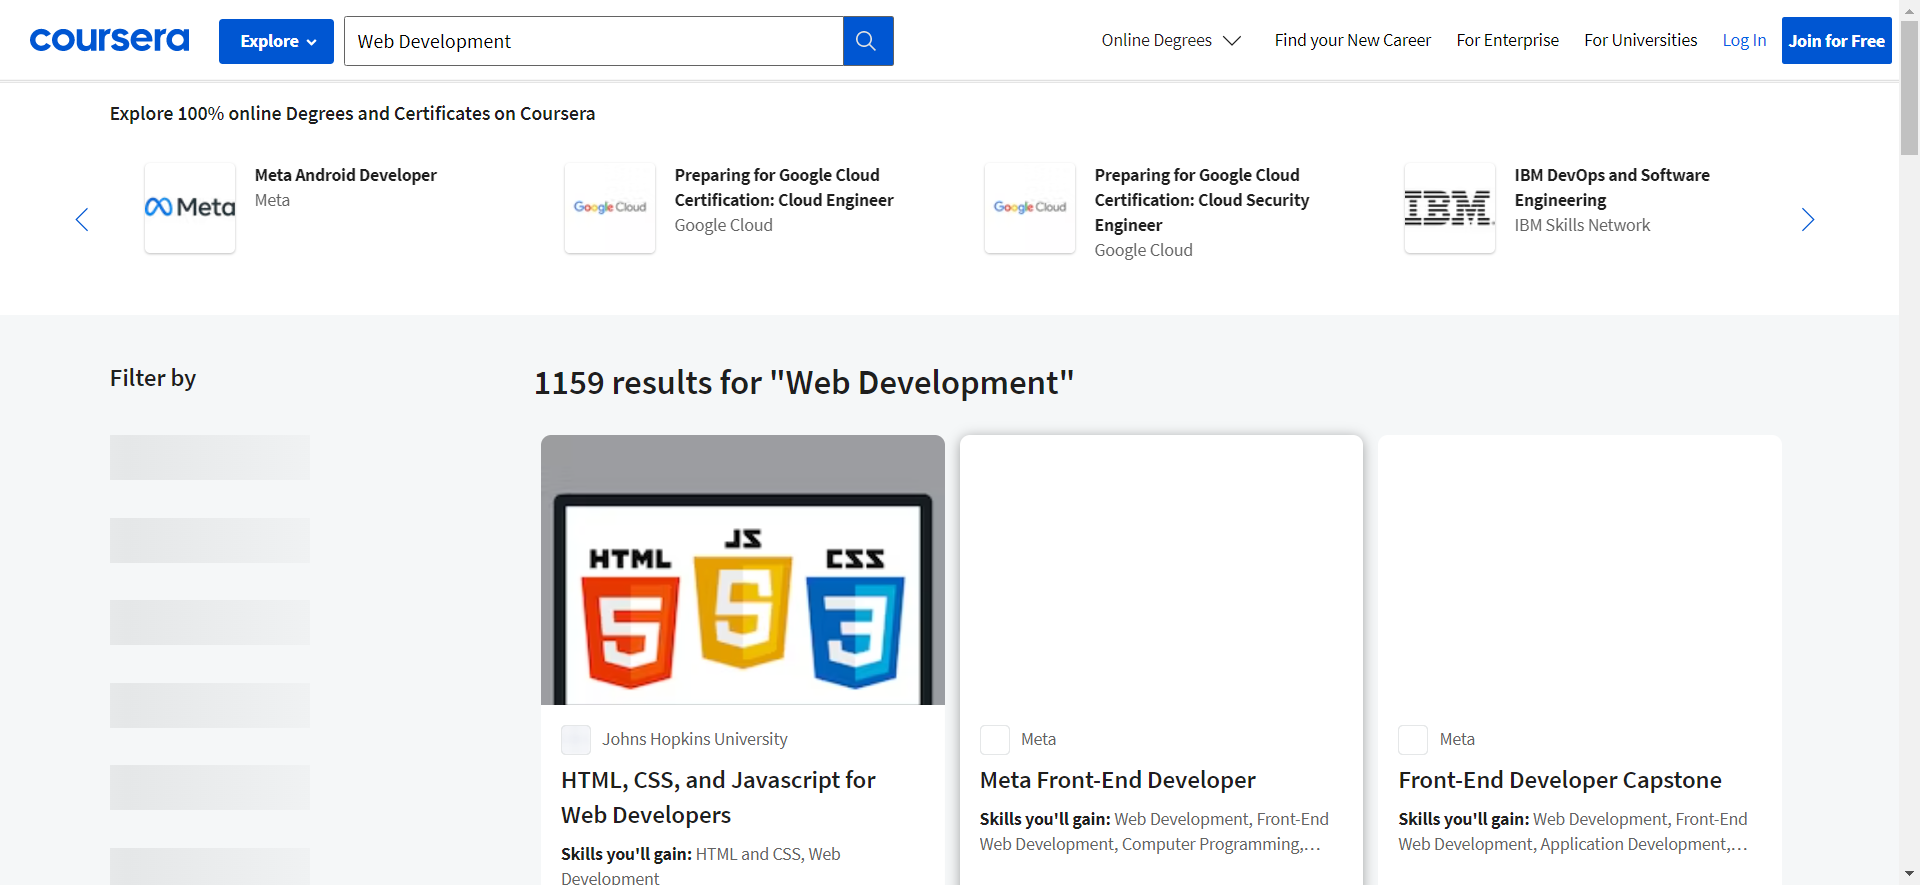 coursera
Explore
Web Development
Online Degrees
Find your New Career
For Enterprise
For Universities
Log In
Join for Free
Explore 100% online Degrees and Certificates on Coursera
Meta
Meta Android Developer
Meta
Google Cloud
Preparing for Google Cloud
Certification: Cloud Engineer
Google Cloud
Google Cloud
Preparing for Google Cloud
Certification: Cloud Security
Engineer
Google Cloud
IBM
IBM DevOps and Software
Engineering
IBM Skills Network
Filter by
1159 results for "Web Development"
HTML
JS
CSS
5
5
3
Johns Hopkins University
HTML, CSS, and Javascript for
Web Developers
Skills you'll gain: HTML and CSS, Web
Development
Meta
Meta Front-End Developer
Skills you'll gain: Web Development, Front-End
Web Development, Computer Programming,...
Meta
Front-End Developer Capstone
Skills you'll gain: Web Development, Front-End
Web Development, Application Development,...